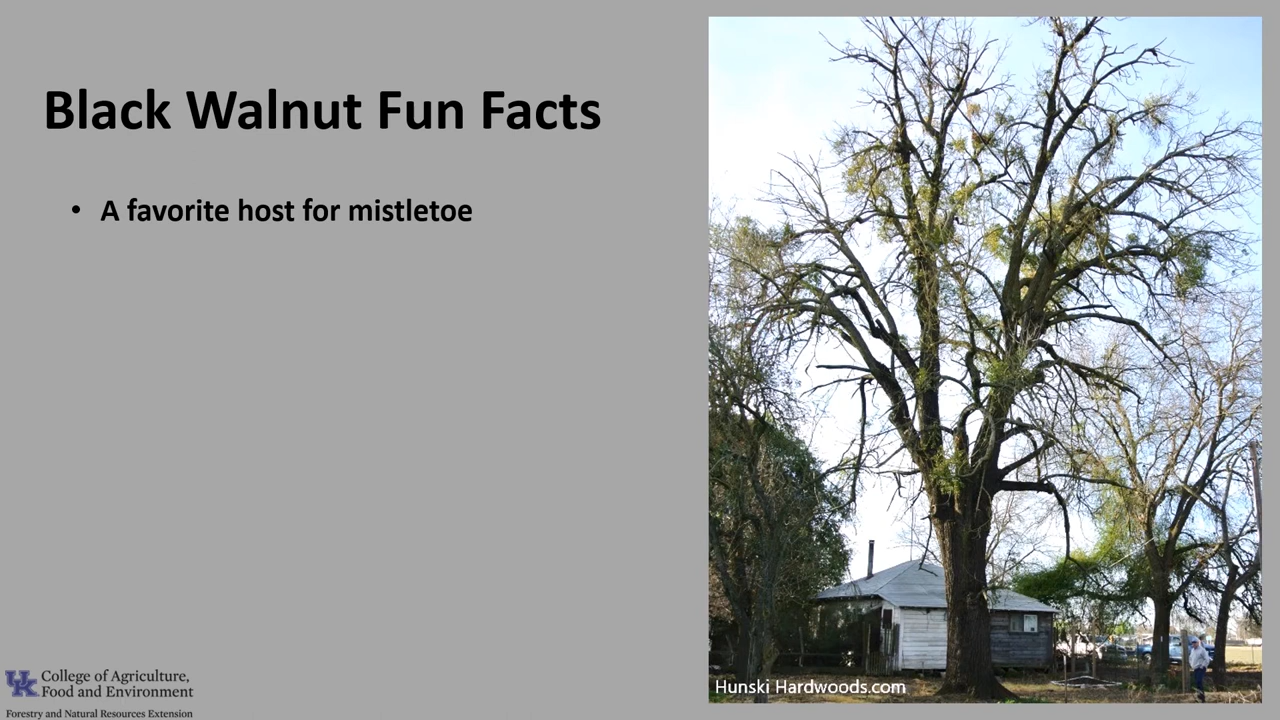 Black Walnut Fun Facts
• A favorite host for mistletoe
Hunski Hardwoods.com
UK College of Agriculture,
Food and Environment
Forestry and Natural Resources Extension